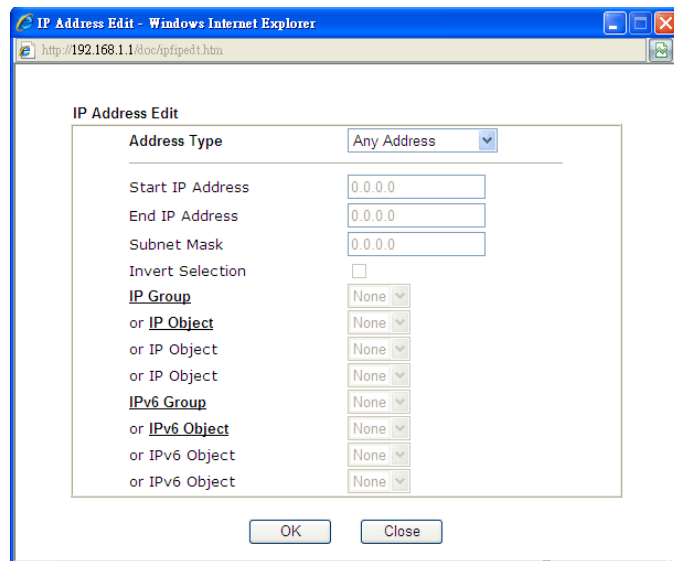 IP Address Edit - Windows Internet Explorer
http://192.168.1.1/doc/ipfipedt.htm
IP Address Edit
Address Type Any Address
Start IP Address 0.0.0.0
End IP Address 0.0.0.0
Subnet Mask 0.0.0.0
Invert Selection
IP Group None
or IP Object None
or IP Object None
or IP Object None
IPv6 Group None
or IPv6 Object None
or IPv6 Object None
or IPv6 Object None
OK Close